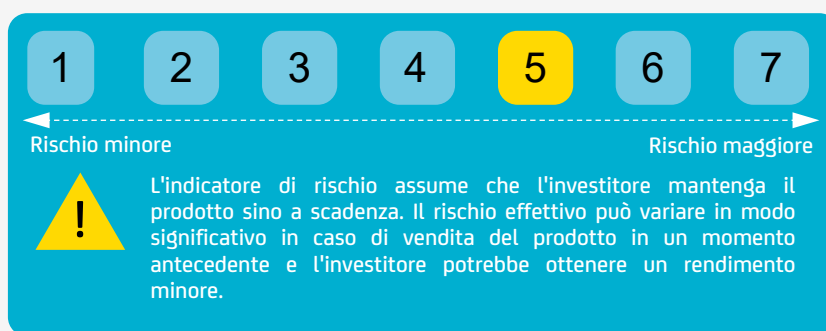 1 2 3 4 5 6 7
Rischio minore Rischio maggiore
! L'indicatore di rischio assume che l'investitore mantenga il
prodotto sino a scadenza. Il rischio effettivo può variare in modo
significativo in caso di vendita del prodotto in un momento
antecedente e l'investitore potrebbe ottenere un rendimento
minore.